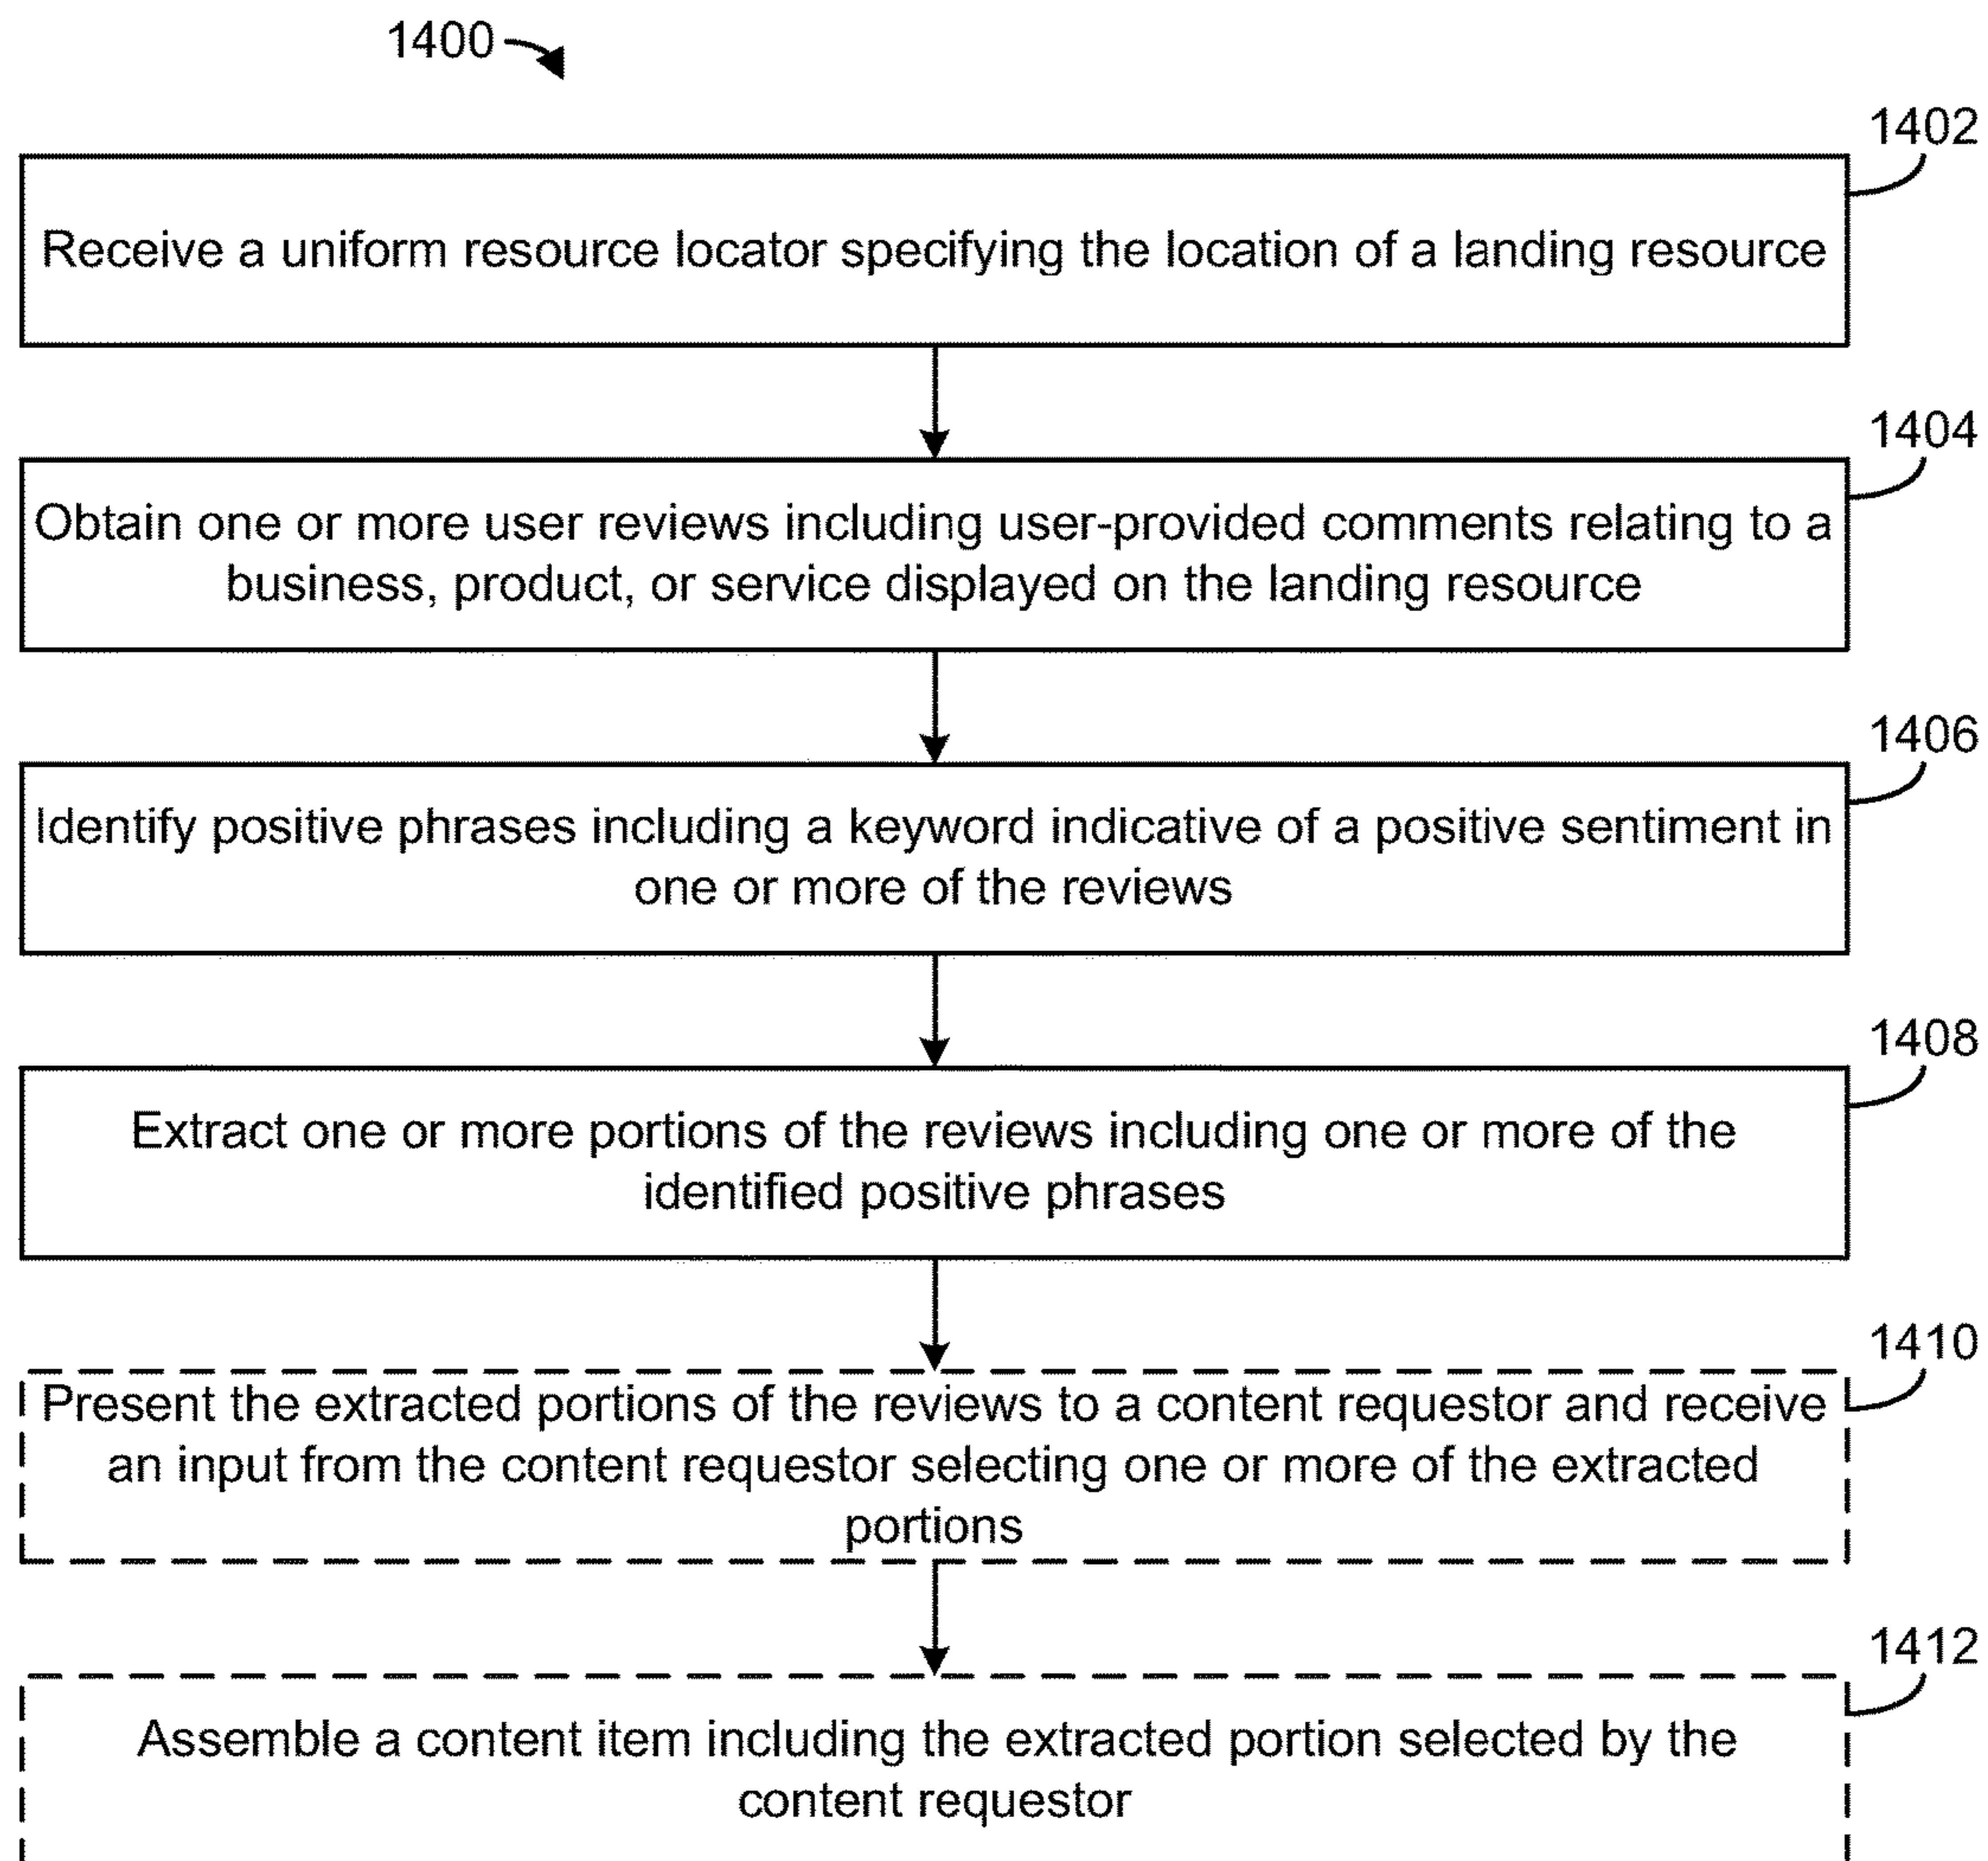 1400
1402
Receive a uniform resource locator specifying the location of a landing resource
1404
Obtain one or more user reviews including user-provided comments relating to a
business, product, or service displayed on the landing resource
1406
Identify positive phrases including a keyword indicative of a positive sentiment in
one or more of the reviews
1408
Extract one or more portions of the reviews including one or more of the
identified positive phrases
1410
Present the extracted portions of the reviews to a content requestor and receive
an input from the content requestor selecting one or more of the extracted
portions
1412
Assemble a content item including the extracted portion selected by the
content requestor